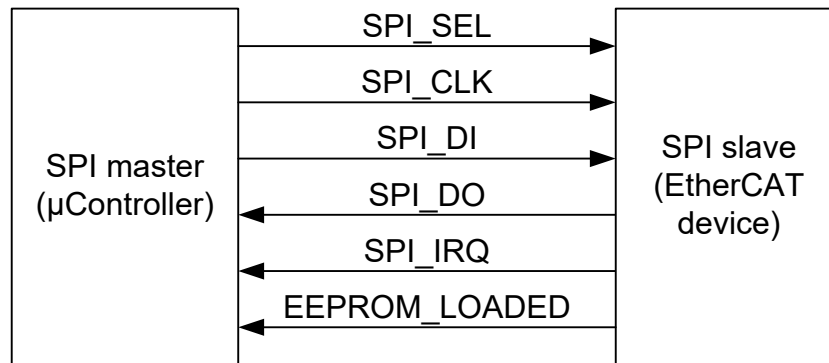 SPI_SEL
SPI_CLK
SPI_DI
SPI master
(µController)
SPI_DO
SPI_IRQ
EEPROM_LOADED
SPI slave
(EtherCAT
device)